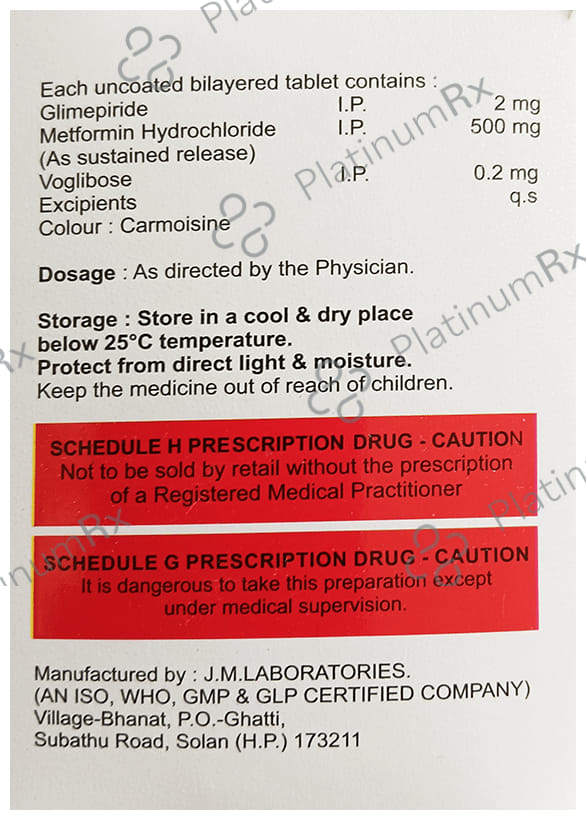 Each uncoated bilayered tablet contains :
Glimepiride I.P. 2 mg
Metformin Hydrochloride I.P. 500 mg
(As sustained release)
Voglibose I.P. 0.2 mg
Excipients q.s
Colour : Carmoisine
Dosage : As directed by the Physician.
Storage : Store in a cool & dry place
below 25°C temperature.
Protect from direct light & moisture.
Keep the medicine out of reach of children.
SCHEDULE H PRESCRIPTION DRUG - CAUTION
Not to be sold by retail without the prescription
of a Registered Medical Practitioner
SCHEDULE G PRESCRIPTION DRUG - CAUTION
It is dangerous to take this preparation except
under medical supervision.
Manufactured by : J.M.LABORATORIES.
(AN ISO, WHO, GMP & GLP CERTIFIED COMPANY)
Village-Bhanat, P.O.-Ghatti,
Subathu Road, Solan (H.P.) 173211
PlatinumRx
PlatinumRx